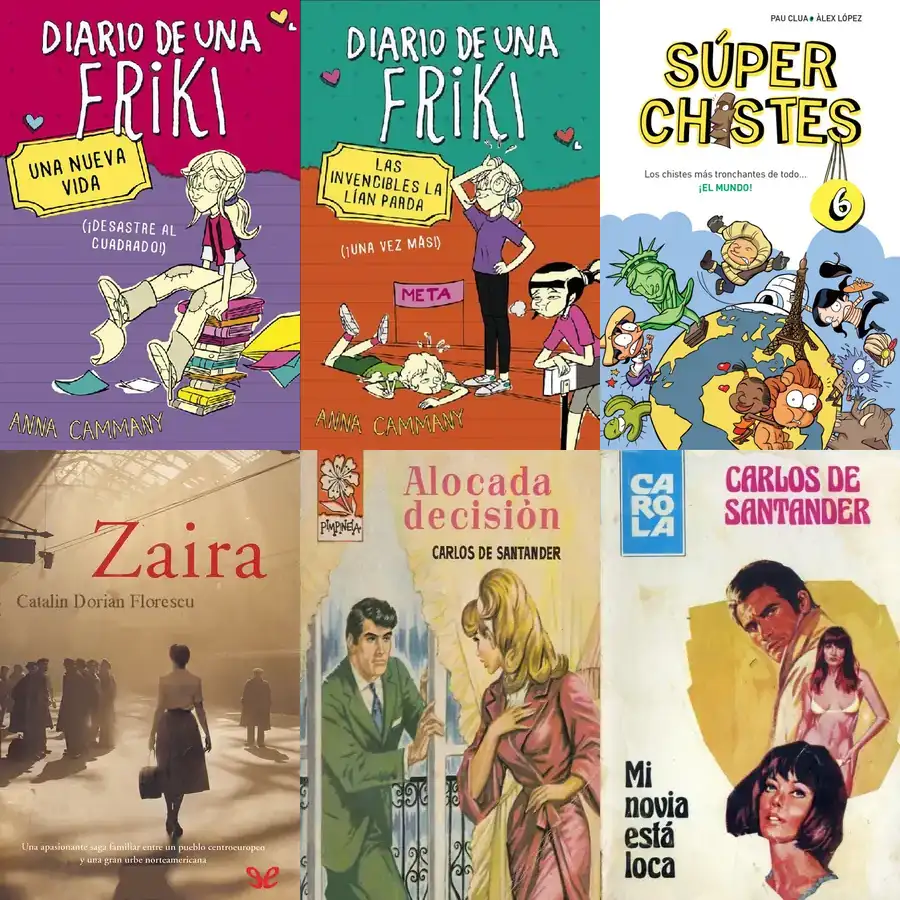 DIARIO DE UNA
FRiKi
UNA NUEVA
VIDA
(¡DESASTRE AL
CUADRADO!)
ANNA CAMMANY
DIARIO DE UNA
FRiKi
LAS
INVENCIBLES LA
LÍAN PARDA
(¡UNA VEZ MÁS!)
META
ANNA CAMMANY
PAU CLUA • ÀLEX LÓPEZ
SÚPER
CHISTES
Los chistes más tronchantes de todo...
¡EL MUNDO!
6
Zaira
Catalin Dorian Florescu
Una apasionante saga familiar entre un pueblo centroeuropeo
y una gran urbe norteamericana
PIMPINELA
Alocada
decisión
CARLOS DE SANTANDER
CA
RO
LA
CARLOS DE
SANTANDER
Mi
novia
está
loca